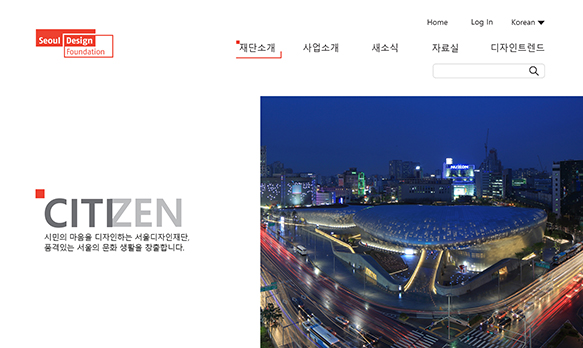 Home Log In Korean
Seoul Design
Foundation
재단소개 사업소개 새소식 자료실 디자인트렌드
CITIZEN
시민의 마음을 디자인하는 서울디자인재단,
품격있는 서울의 문화 생활을 창출합니다.